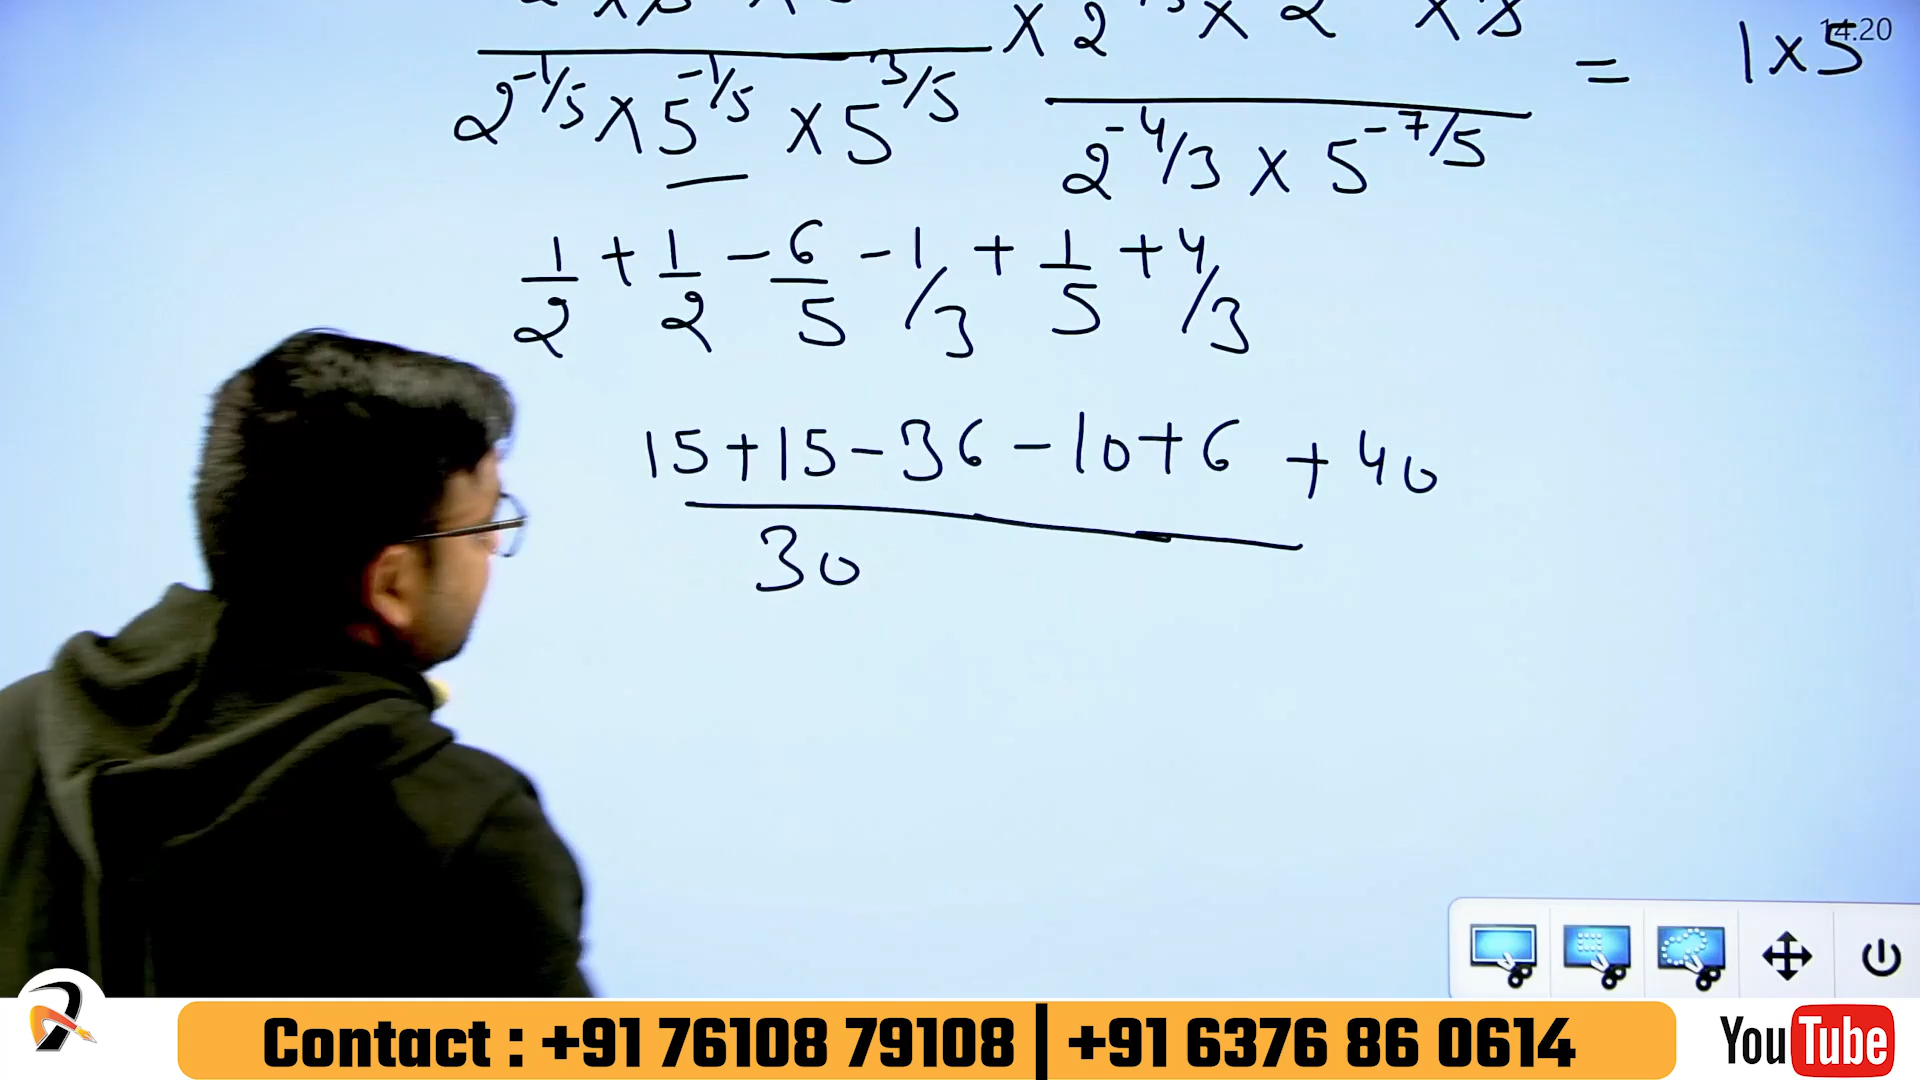 × 2 × 2 × 5
= 1 × 5
14:20
2^{-1/5} × 5^{-1/5} × 5^{3/5}
2^{-4/3} × 5^{-7/5}
1/2 + 1/2 - 6/5 - 1/3 + 1/5 + 4/3
15 + 15 - 36 - 10 + 6 + 40
30
Contact : +91 76108 79108 | +91 6376 86 0614
YouTube